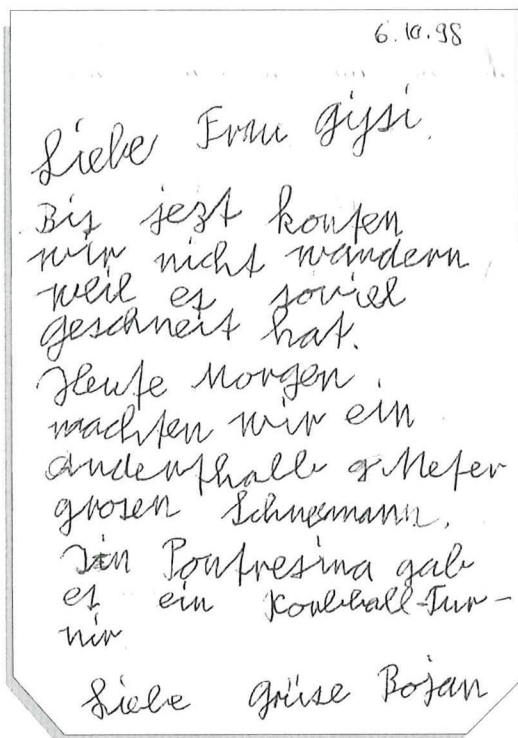 6.10.98
Liebe Frau Gysi.
Bis jezt konten
wir nicht wandern
weil es soviel
geschneit hat.
Heute Morgen
machten wir ein
anderthalb Meter
grosen Schneemann.
In Pontresina gab
es ein Korbball-Tur-
nir
Liebe Grüse Bojan